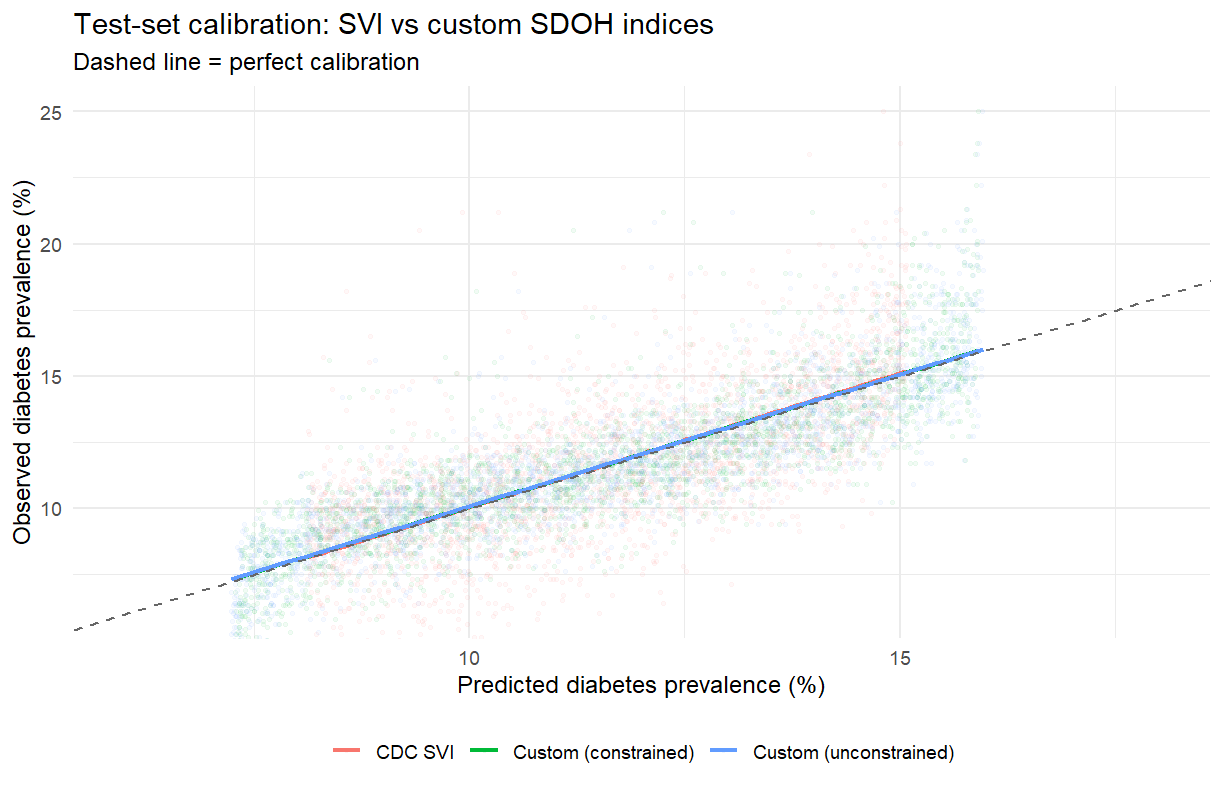 Test-set calibration: SVI vs custom SDOH indices
Dashed line = perfect calibration
25
20
15
10
Observed diabetes prevalence (%)
10 15
Predicted diabetes prevalence (%)
CDC SVI Custom (constrained) Custom (unconstrained)